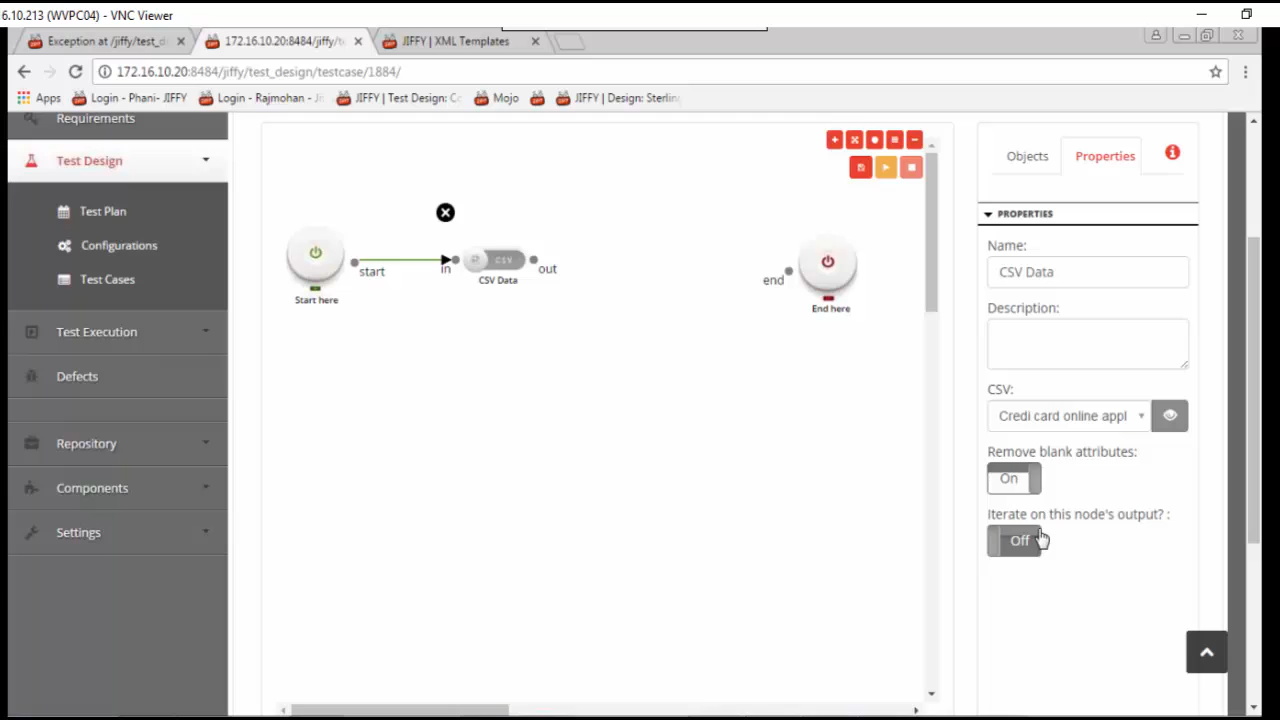 6.10.213 (WVPC04) - VNC Viewer
Exception at /jiffy/test_d
172.16.10.20:8484/jiffy/t
JIFFY | XML Templates
172.16.10.20:8484/jiffy/test_design/testcase/1884/
Apps
Login - Phani- JIFFY
Login - Rajmohan - Ji
JIFFY | Test Design: C
Mojo
JIFFY | Design: Sterlin
Requirements
Test Design
Test Plan
Configurations
Test Cases
Test Execution
Defects
Repository
Components
Settings
start
Start here
in
CSV
out
CSV Data
end
End here
Objects
Properties
PROPERTIES
Name:
CSV Data
Description:
CSV:
Credi card online appl
Remove blank attributes:
On
Iterate on this node's output? :
Off